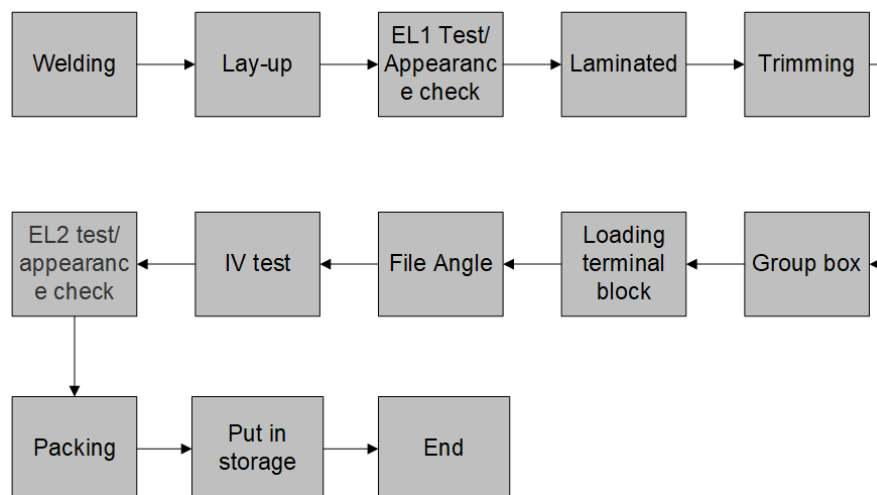 Welding
Lay-up
EL1 Test/
Appearanc
e check
Laminated
Trimming
EL2 test/
appearanc
e check
IV test
File Angle
Loading
terminal
block
Group box
Packing
Put in
storage
End